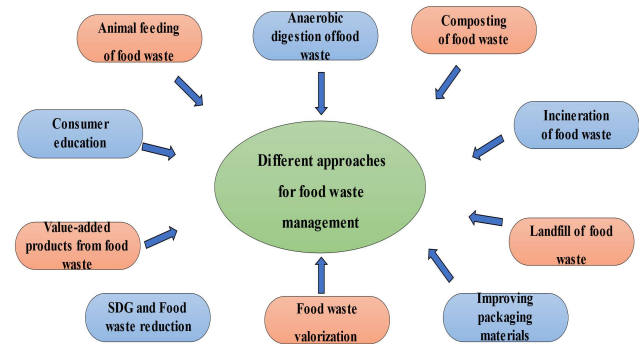 Animal feeding
of food waste
Anaerobic
digestion offood
waste
Composting
of food waste
Consumer
education
Incineration
of food waste
Different approaches
for food waste
management
Value-added
products from food
waste
Landfill of food
waste
SDG and Food
waste reduction
Food waste
valorization
Improving
packaging
materials